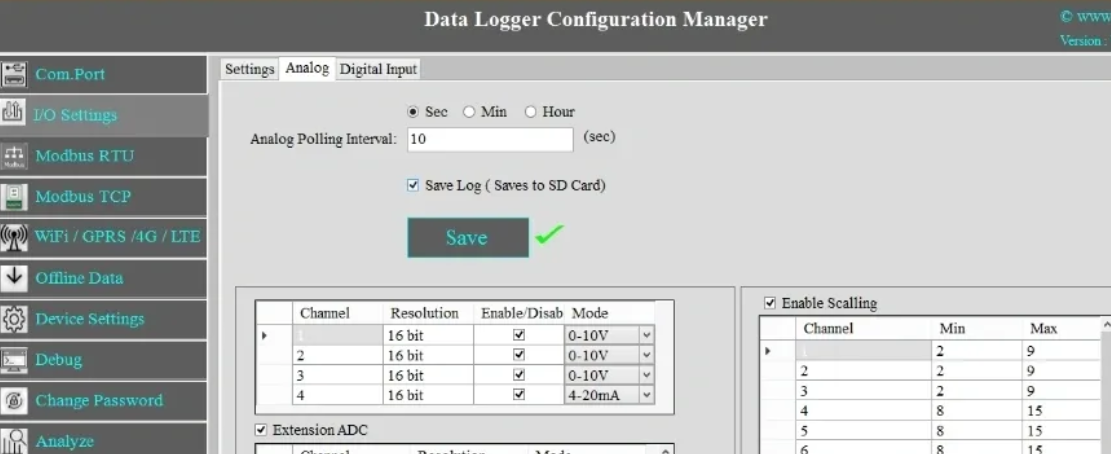 Data Logger Configuration Manager
© www
Version :
Com.Port
I/O Settings
Modbus RTU
Modbus TCP
WiFi / GPRS /4G / LTE
Offline Data
Device Settings
Debug
Change Password
Analyze
Settings Analog Digital Input
Sec Min Hour
Analog Polling Interval: 10 (sec)
Save Log ( Saves to SD Card)
Save
Channel Resolution Enable/Disab Mode
1 16 bit 0-10V
2 16 bit 0-10V
3 16 bit 0-10V
4 16 bit 4-20mA
Extension ADC
Channel Resolution Mode
Enable Scalling
Channel Min Max
1 2 9
2 2 9
3 2 9
4 8 15
5 8 15
6 8 15